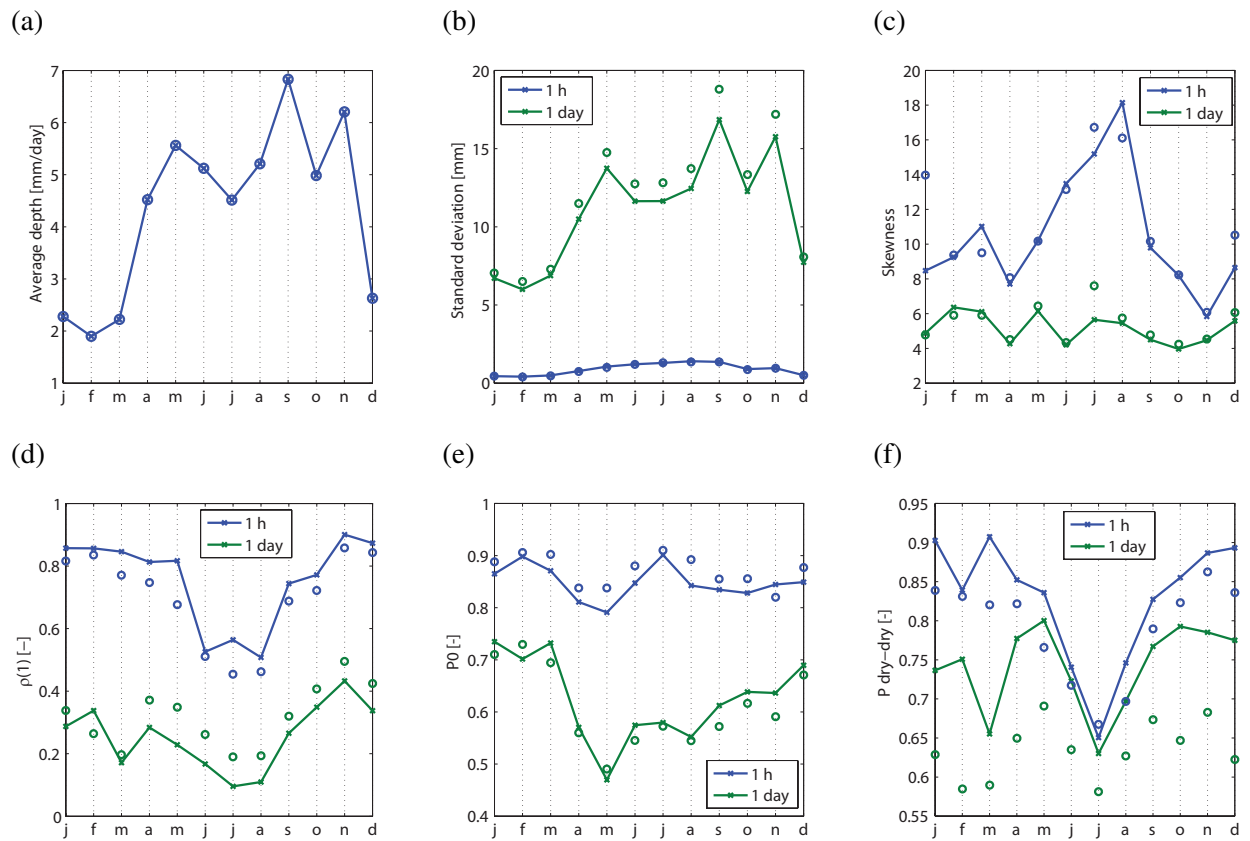 (a)
(b)
(c)
7
6
5
4
3
2
1
Average depth [mm/day]
j f m a m j j a s o n d
20
15
10
5
0
Standard deviation [mm]
1 h
1 day
j f m a m j j a s o n d
20
18
16
14
12
10
8
6
4
2
Skewness
1 h
1 day
j f m a m j j a s o n d
(d)
(e)
(f)
1
0.8
0.6
0.4
0.2
0
ρ(1) [–]
1 h
1 day
j f m a m j j a s o n d
1
0.9
0.8
0.7
0.6
0.5
0.4
P0 [-]
1 h
1 day
j f m a m j j a s o n d
0.95
0.9
0.85
0.8
0.75
0.7
0.65
0.6
0.55
P dry–dry [-]
1 h
1 day
j f m a m j j a s o n d